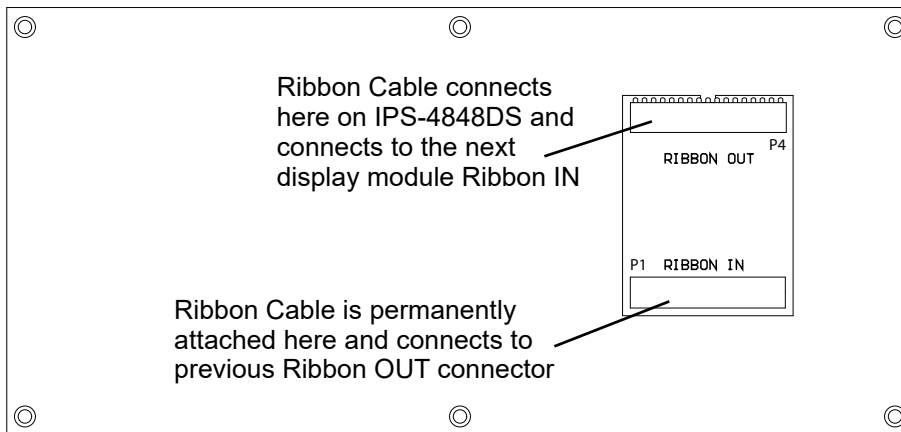 Ribbon Cable connects
here on IPS-4848DS and
connects to the next
display module Ribbon IN
P4
RIBBON OUT
P1 RIBBON IN
Ribbon Cable is permanently
attached here and connects to
previous Ribbon OUT connector